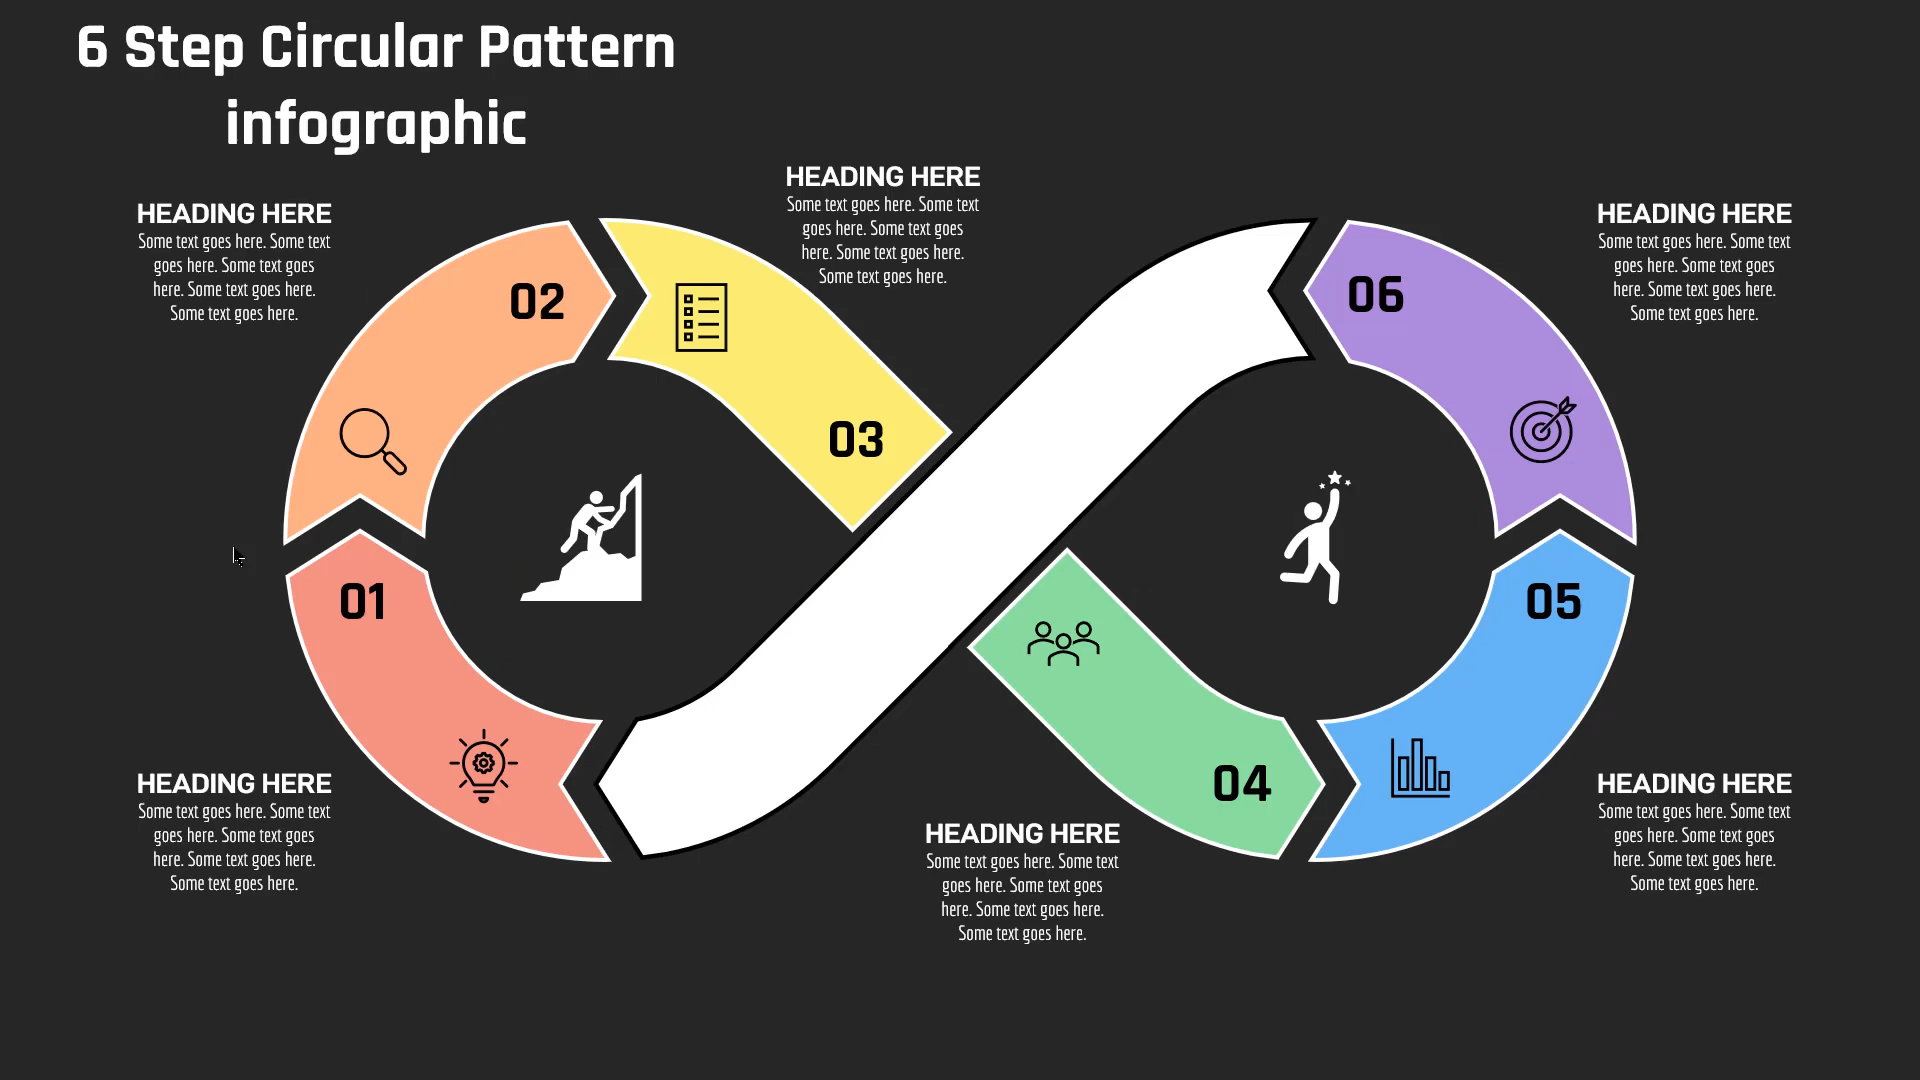 6 Step Circular Pattern
infographic
HEADING HERE
Some text goes here. Some text
goes here. Some text goes
here. Some text goes here.
Some text goes here.
HEADING HERE
Some text goes here. Some text
goes here. Some text goes
here. Some text goes here.
Some text goes here.
HEADING HERE
Some text goes here. Some text
goes here. Some text goes
here. Some text goes here.
Some text goes here.
02
03
06
01
04
05
HEADING HERE
Some text goes here. Some text
goes here. Some text goes
here. Some text goes here.
Some text goes here.
HEADING HERE
Some text goes here. Some text
goes here. Some text goes
here. Some text goes here.
Some text goes here.
HEADING HERE
Some text goes here. Some text
goes here. Some text goes
here. Some text goes here.
Some text goes here.